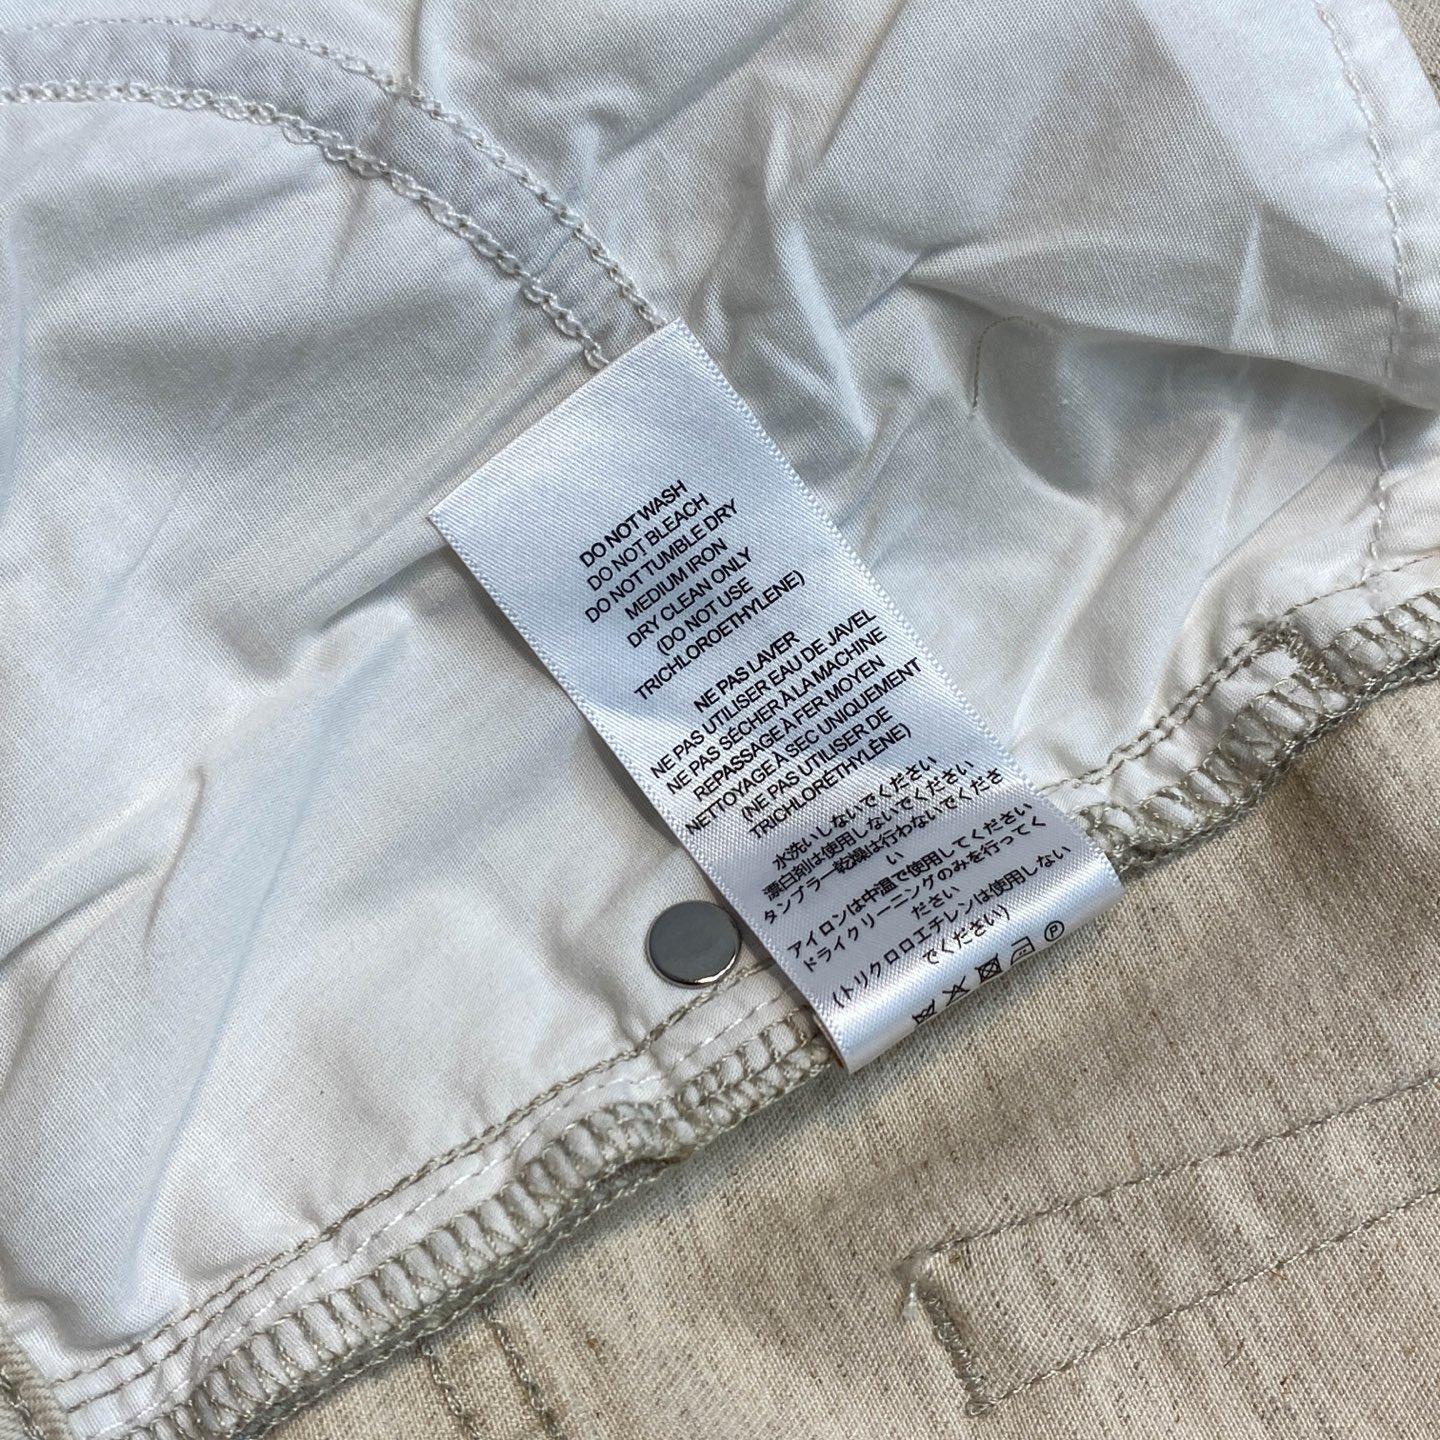 DO NOT WASH
DO NOT BLEACH
DO NOT TUMBLE DRY
MEDIUM IRON
DRY CLEAN ONLY
(DO NOT USE
TRICHLOROETHYLENE)
NE PAS LAVER
NE PAS UTILISER EAU DE JAVEL
NE PAS SÉCHER À LA MACHINE
REPASSAGE À FER MOYEN
NETTOYAGE À SEC UNIQUEMENT
(NE PAS UTILISER DE
TRICHLORÉTHYLÈNE)
水洗いしないでください
漂白剤は使用しないでください
タンブラー乾燥は行わないでくださ
い
アイロンは中温で使用してください
ドライクリーニングのみを行ってく
ださい
(トリクロロエチレンは使用しない
でください)
P